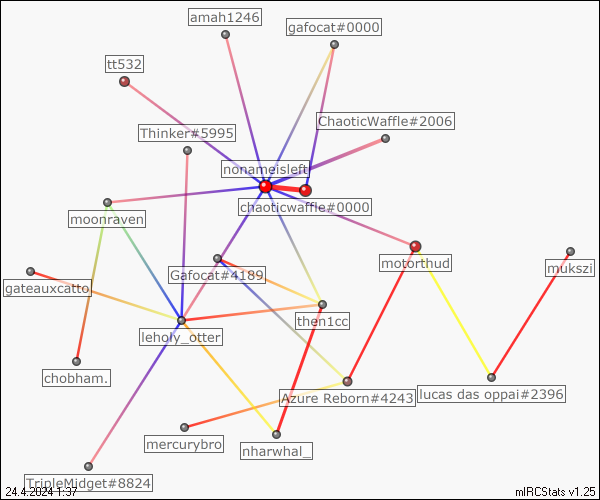 amah1246
gafocat#0000
tt532
ChaoticWaffle#2006
Thinker#5995
nonameisleft
chaoticwaffle#0000
moonraven
motorthud
mukszi
Gafocat#4189
gateauxcatto
then1cc
leholy_otter
chobham.
Azure Reborn#4243
lucas das oppai#2396
mercurybro
nharwhal_
TripleMidget#8824
24.4.2024 1:37
mIRCStats v1.25